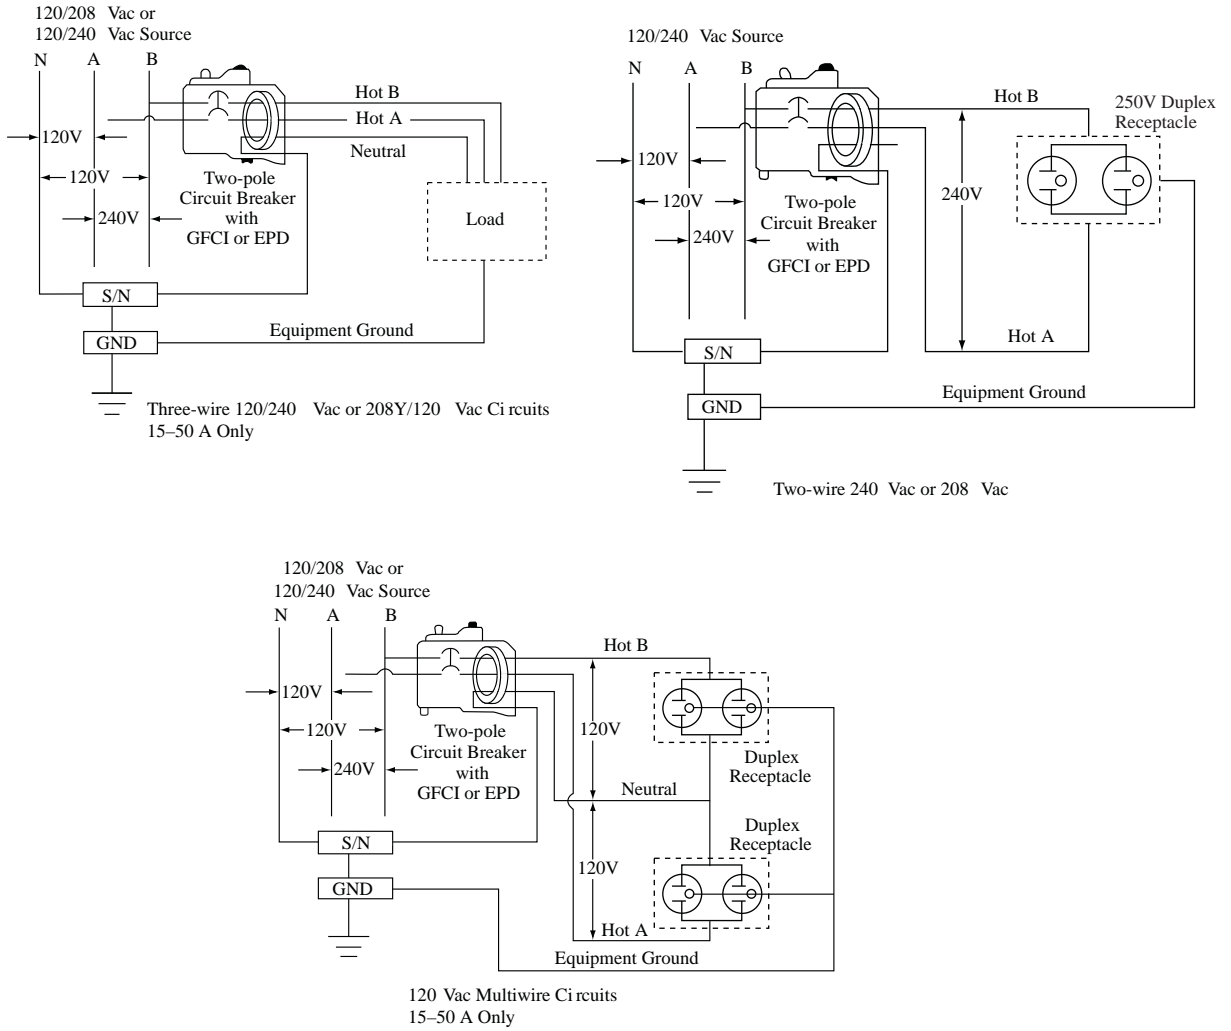 120/208 Vac or
120/240 Vac Source
N A B
Hot B
Hot A
Neutral
120V
120V
240V
Two-pole
Circuit Breaker
with
GFCI or EPD
Load
S/N
GND
Equipment Ground
Three-wire 120/240 Vac or 208Y/120 Vac Circuits
15–50 A Only
120/240 Vac Source
N A B
Hot B
250V Duplex
Receptacle
120V
120V
240V
240V
Two-pole
Circuit Breaker
with
GFCI or EPD
Hot A
S/N
Equipment Ground
GND
Two-wire 240 Vac or 208 Vac
120/208 Vac or
120/240 Vac Source
N A B
Hot B
120V
120V
240V
Two-pole
Circuit Breaker
with
GFCI or EPD
120V
Duplex
Receptacle
Neutral
Duplex
Receptacle
120V
S/N
GND
Hot A
Equipment Ground
120 Vac Multiwire Circuits
15–50 A Only